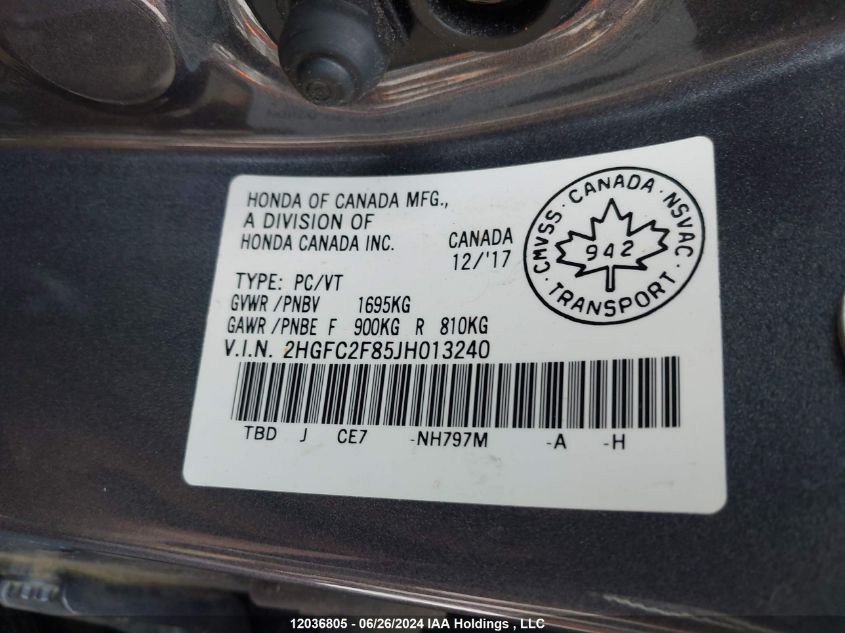 HONDA OF CANADA MFG.,
A DIVISION OF
HONDA CANADA INC.
CANADA
12/'17
CMVSS · CANADA · NSVAC
942
· TRANSPORT ·
TYPE: PC/VT
GVWR /PNBV 1695KG
GAWR /PNBE F 900KG R 810KG
V.I.N. 2HGFC2F85JH013240
TBD J CE7 -NH797M -A -H
12036805 - 06/26/2024 IAA Holdings , LLC